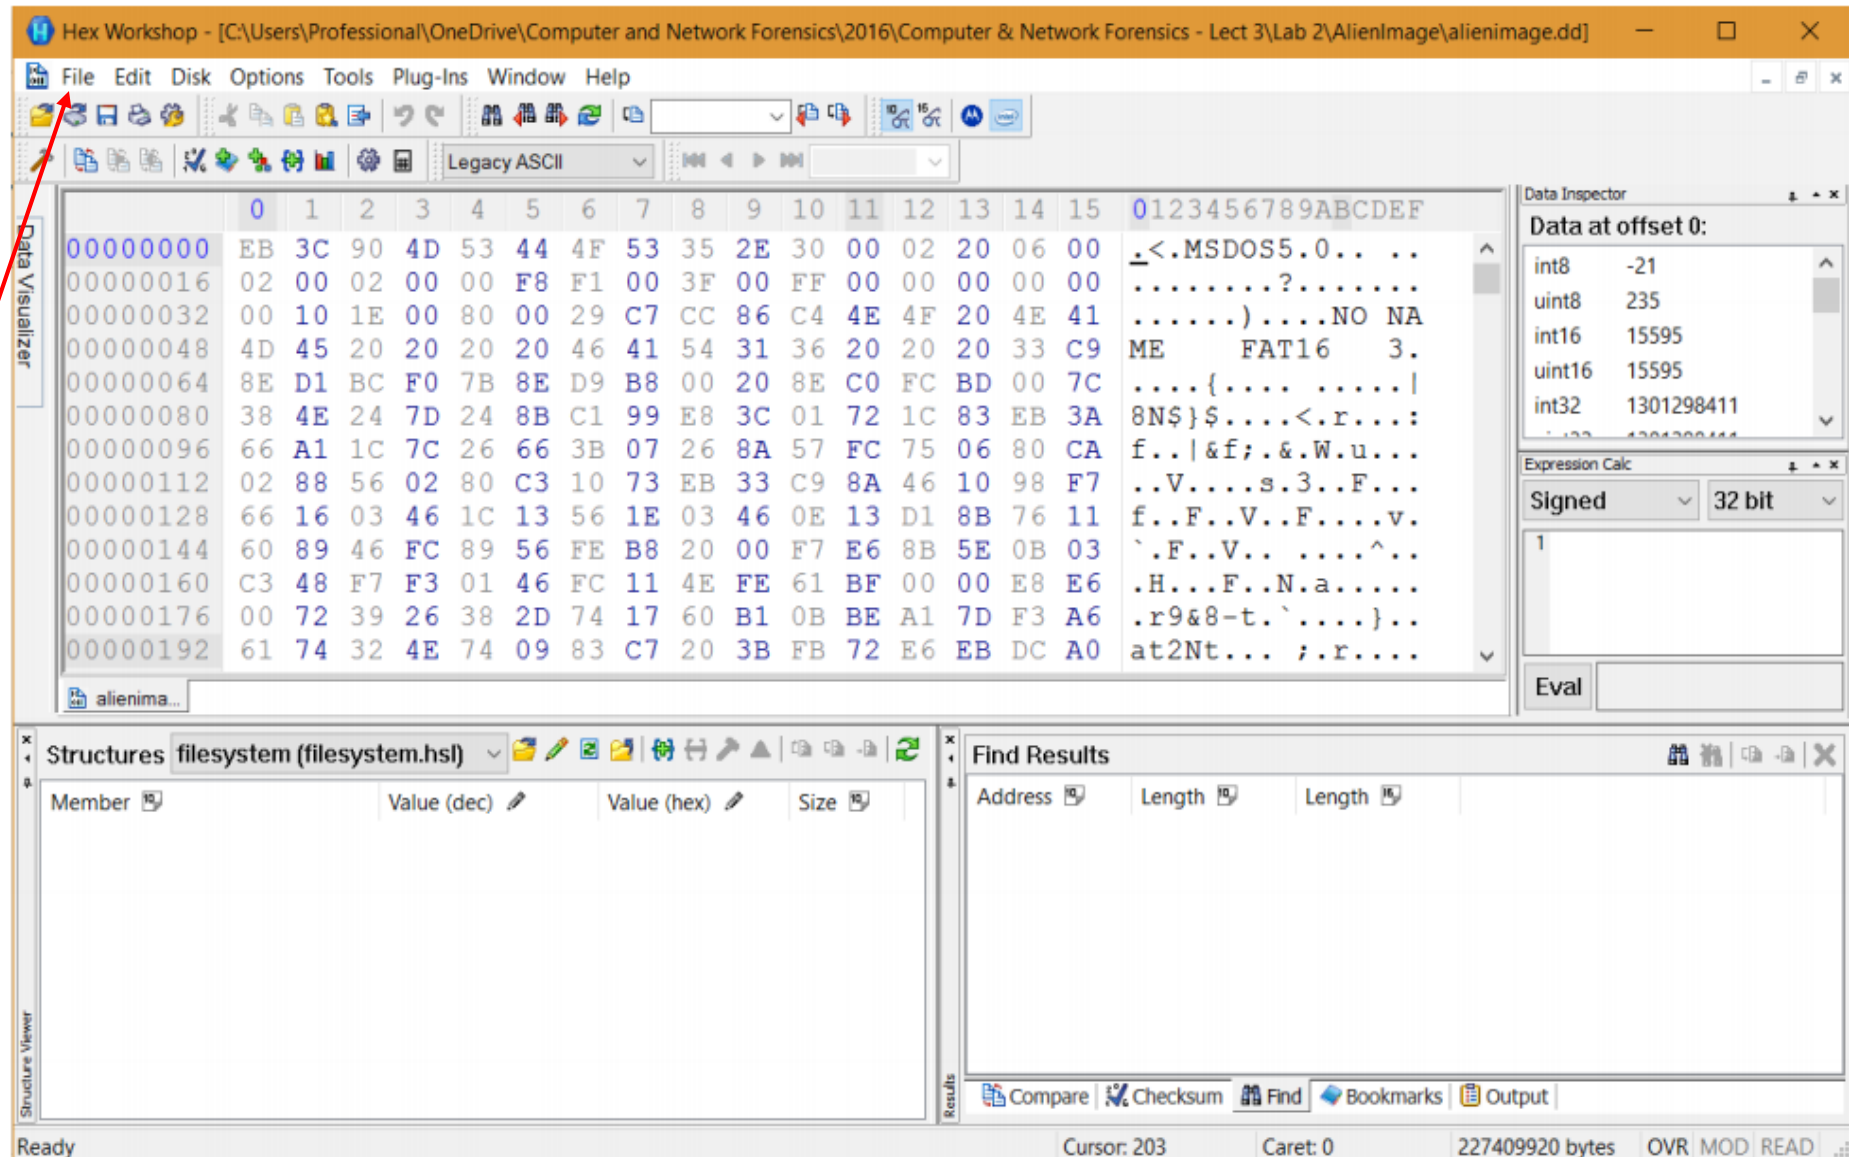 Hex Workshop - [C:\Users\Professional\OneDrive\Computer and Network Forensics\2016\Computer & Network Forensics - Lect 3\Lab 2\AlienImage\alienimage.dd]
File Edit Disk Options Tools Plug-Ins Window Help
Legacy ASCII
Data Visualizer
0 1 2 3 4 5 6 7 8 9 10 11 12 13 14 15 0123456789ABCDEF
00000000 EB 3C 90 4D 53 44 4F 53 35 2E 30 00 02 20 06 00 .<.MSDOS5.0.. ..
00000016 02 00 02 00 00 F8 F1 00 3F 00 FF 00 00 00 00 00 ........?.......
00000032 00 10 1E 00 80 00 29 C7 CC 86 C4 4E 4F 20 4E 41 ......)....NO NA
00000048 4D 45 20 20 20 20 46 41 54 31 36 20 20 20 33 C9 ME    FAT16   3.
00000064 8E D1 BC F0 7B 8E D9 B8 00 20 8E C0 FC BD 00 7C ....{.... .....|
00000080 38 4E 24 7D 24 8B C1 99 E8 3C 01 72 1C 83 EB 3A 8N$}$....<.r...:
00000096 66 A1 1C 7C 26 66 3B 07 26 8A 57 FC 75 06 80 CA f..|&f;.&.W.u...
00000112 02 88 56 02 80 C3 10 73 EB 33 C9 8A 46 10 98 F7 ..V....s.3..F...
00000128 66 16 03 46 1C 13 56 1E 03 46 0E 13 D1 8B 76 11 f..F..V..F....v.
00000144 60 89 46 FC 89 56 FE B8 20 00 F7 E6 8B 5E 0B 03 `.F..V.. ....^..
00000160 C3 48 F7 F3 01 46 FC 11 4E FE 61 BF 00 00 E8 E6 .H...F..N.a.....
00000176 00 72 39 26 38 2D 74 17 60 B1 0B BE A1 7D F3 A6 .r9&8-t.`....}..
00000192 61 74 32 4E 74 09 83 C7 20 3B FB 72 E6 EB DC A0 at2Nt... ;.r....
alienima...
Data Inspector
Data at offset 0:
int8 -21
uint8 235
int16 15595
uint16 15595
int32 1301298411
Expression Calc
Signed 32 bit
1
Eval
Structures filesystem (filesystem.hsl)
Member Value (dec) Value (hex) Size
Structure Viewer
Find Results
Address Length Length
Results
Compare Checksum Find Bookmarks Output
Ready Cursor: 203 Caret: 0 227409920 bytes OVR MOD READ